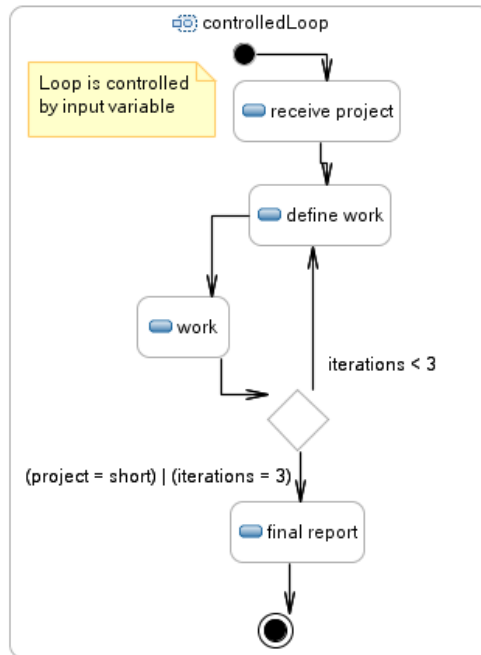 controlledLoop
Loop is controlled
by input variable
receive project
define work
work
iterations < 3
(project = short) | (iterations = 3)
final report